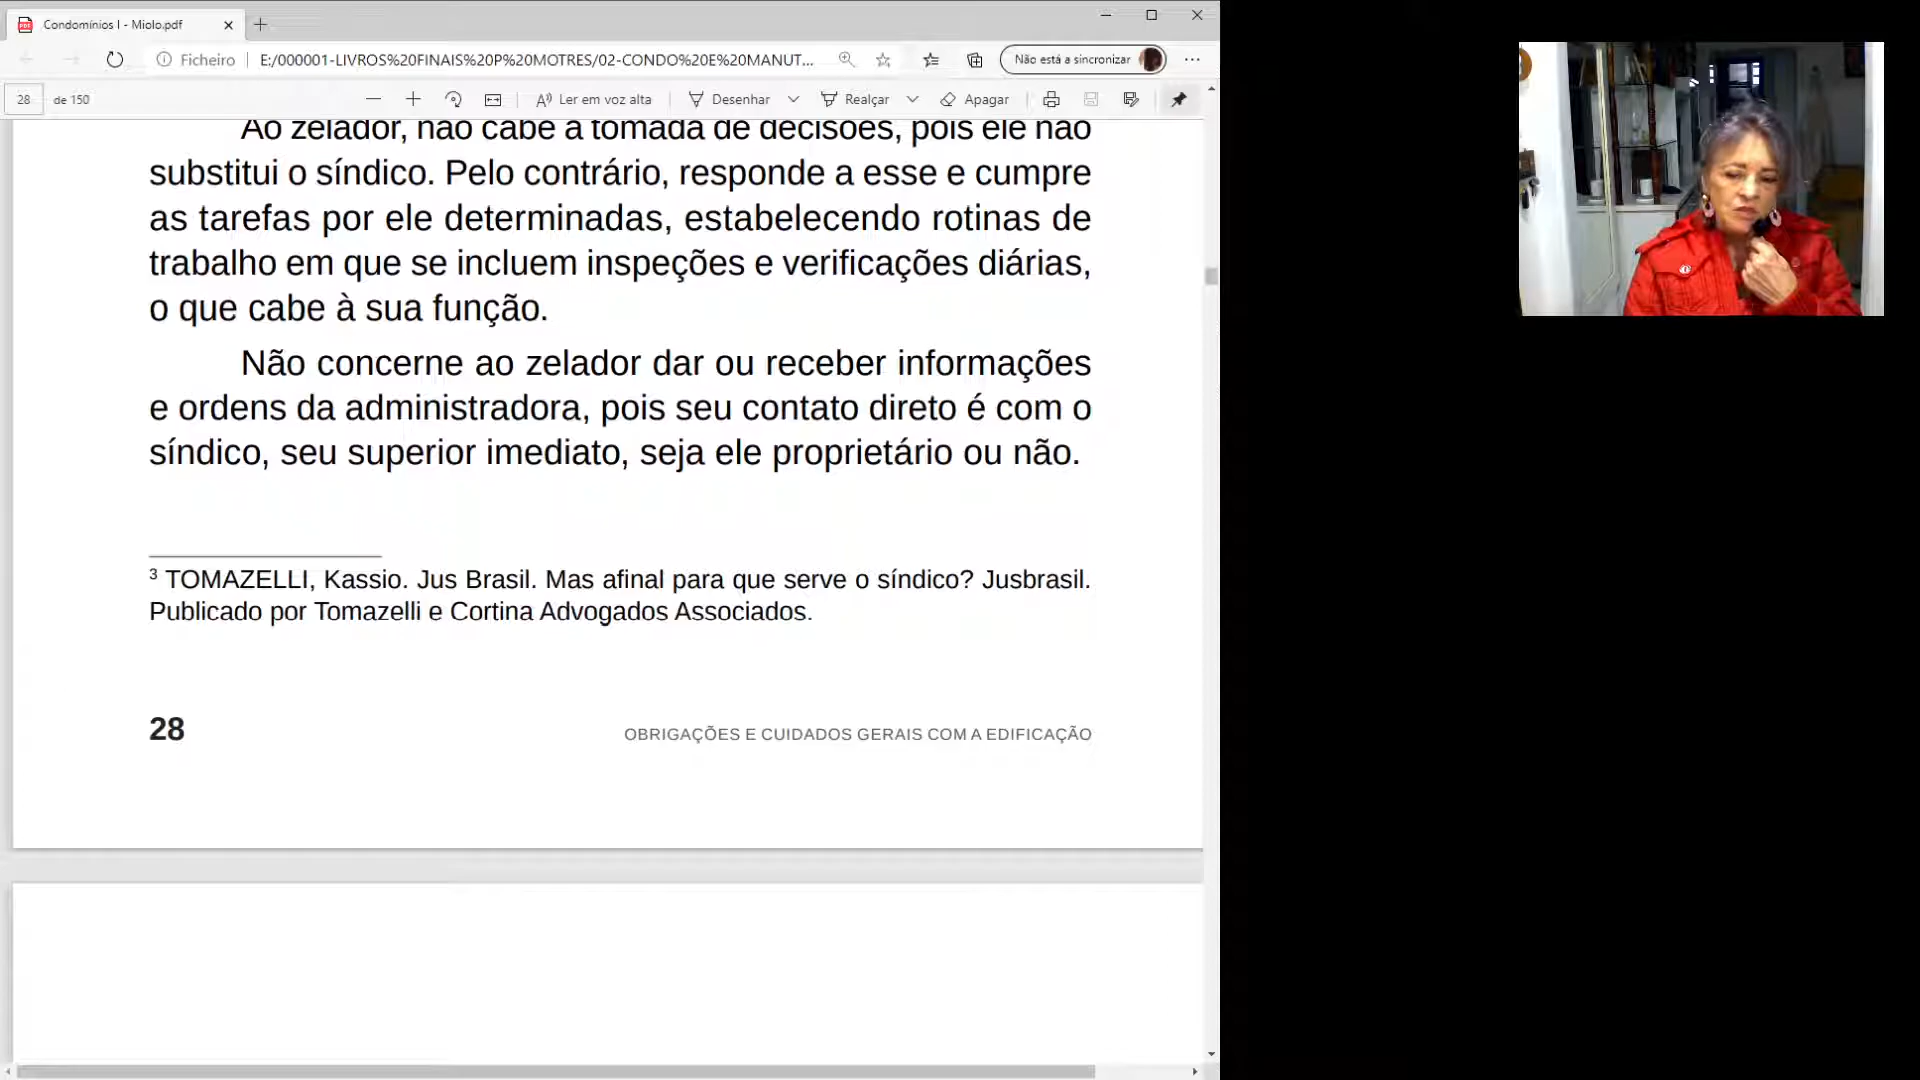 Condomínios I - Miolo.pdf
Ficheiro
E:/000001-LIVROS%20FINAIS%20P%20MOTRES/02-CONDO%20E%20MANUT...
Não está a sincronizar
28 de 150
Ler em voz alta
Desenhar
Realçar
Apagar
Ao zelador, não cabe a tomada de decisões, pois ele não
substitui o síndico. Pelo contrário, responde a esse e cumpre
as tarefas por ele determinadas, estabelecendo rotinas de
trabalho em que se incluem inspeções e verificações diárias,
o que cabe à sua função.
Não concerne ao zelador dar ou receber informações
e ordens da administradora, pois seu contato direto é com o
síndico, seu superior imediato, seja ele proprietário ou não.
3 TOMAZELLI, Kassio. Jus Brasil. Mas afinal para que serve o síndico? Jusbrasil.
Publicado por Tomazelli e Cortina Advogados Associados.
28
OBRIGAÇÕES E CUIDADOS GERAIS COM A EDIFICAÇÃO